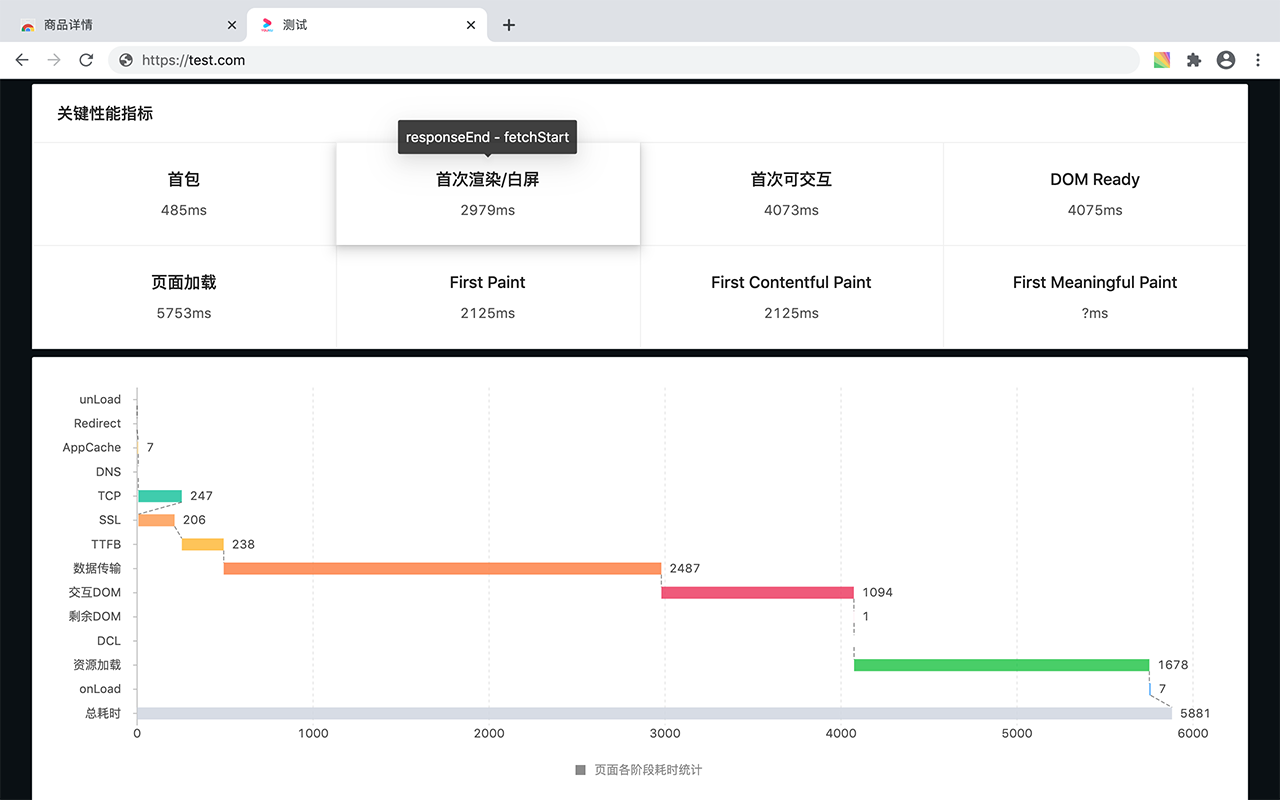 商品详情
测试
https://test.com
关键性能指标
responseEnd - fetchStart
首包
485ms
首次渲染/白屏
2979ms
首次可交互
4073ms
DOM Ready
4075ms
页面加载
5753ms
First Paint
2125ms
First Contentful Paint
2125ms
First Meaningful Paint
?ms
unLoad
Redirect
AppCache 7
DNS
TCP 247
SSL 206
TTFB 238
数据传输 2487
交互DOM 1094
剩余DOM 1
DCL
资源加载 1678
onLoad 7
总耗时 5881
0 1000 2000 3000 4000 5000 6000
页面各阶段耗时统计